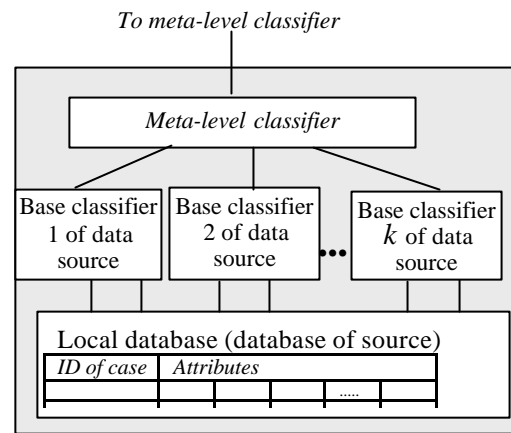 To meta-level classifier
Meta-level classifier
Base classifier
1 of data
source
Base classifier
2 of data
source
•••
Base classifier
k of data
source
Local database (database of source)
ID of case Attributes
.....